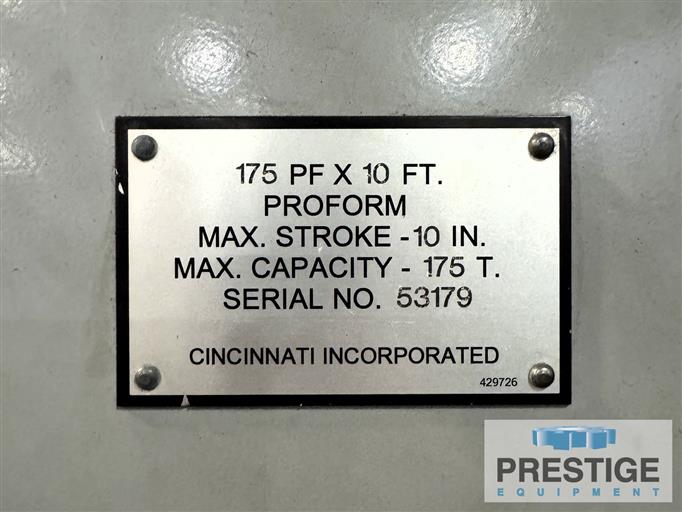 175 PF X 10 FT.
PROFORM
MAX. STROKE - 10 IN.
MAX. CAPACITY - 175 T.
SERIAL NO. 53179
CINCINNATI INCORPORATED
429726
PRESTIGE
EQUIPMENT